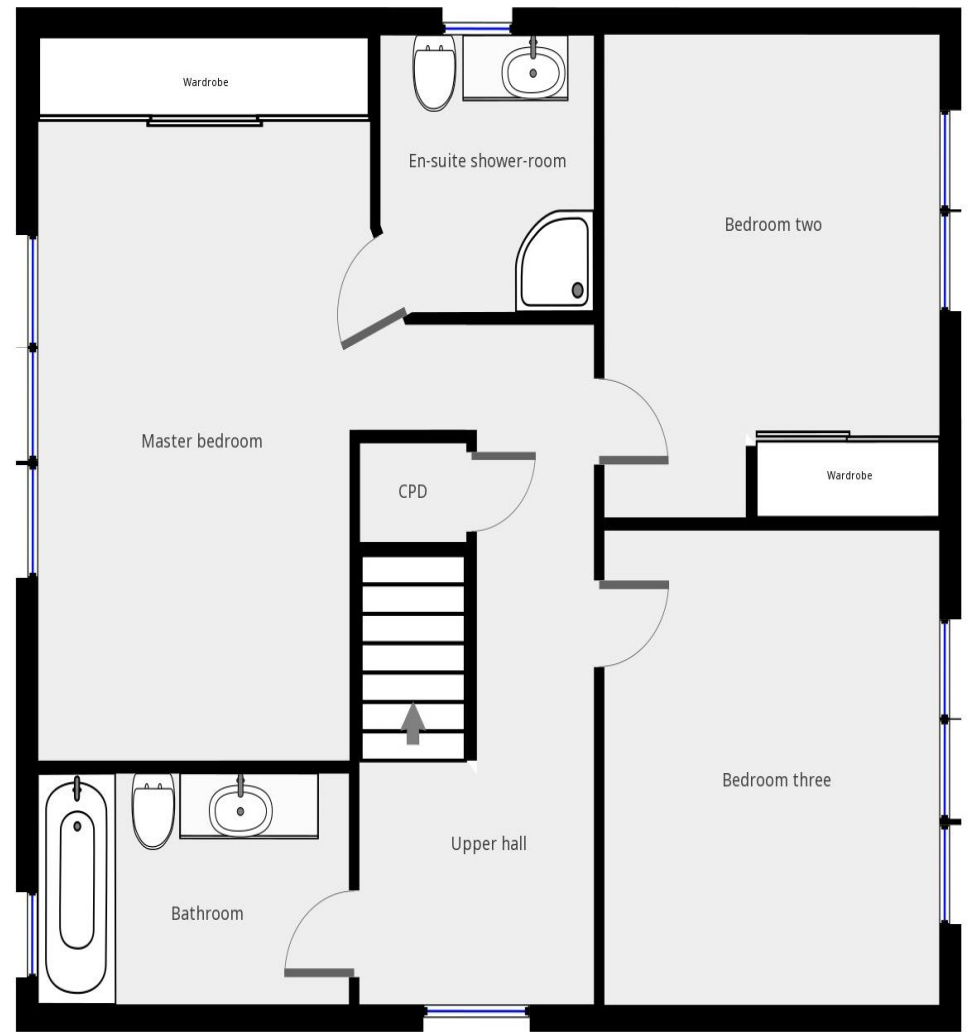 Wardrobe
En-suite shower-room
Bedroom two
Master bedroom
CPD
Wardrobe
Bedroom three
Upper hall
Bathroom